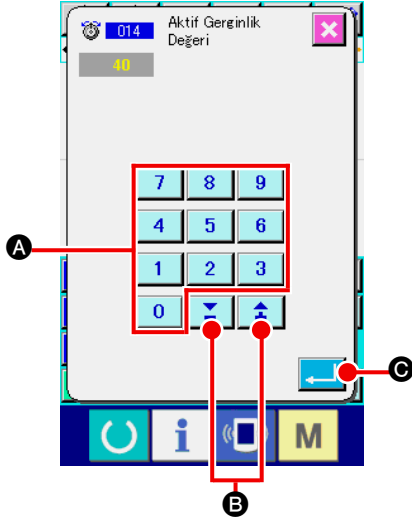 014
Aktif Gerginlik
Değeri
40
7 8 9
4 5 6
A
1 2 3
0
C
i M
B